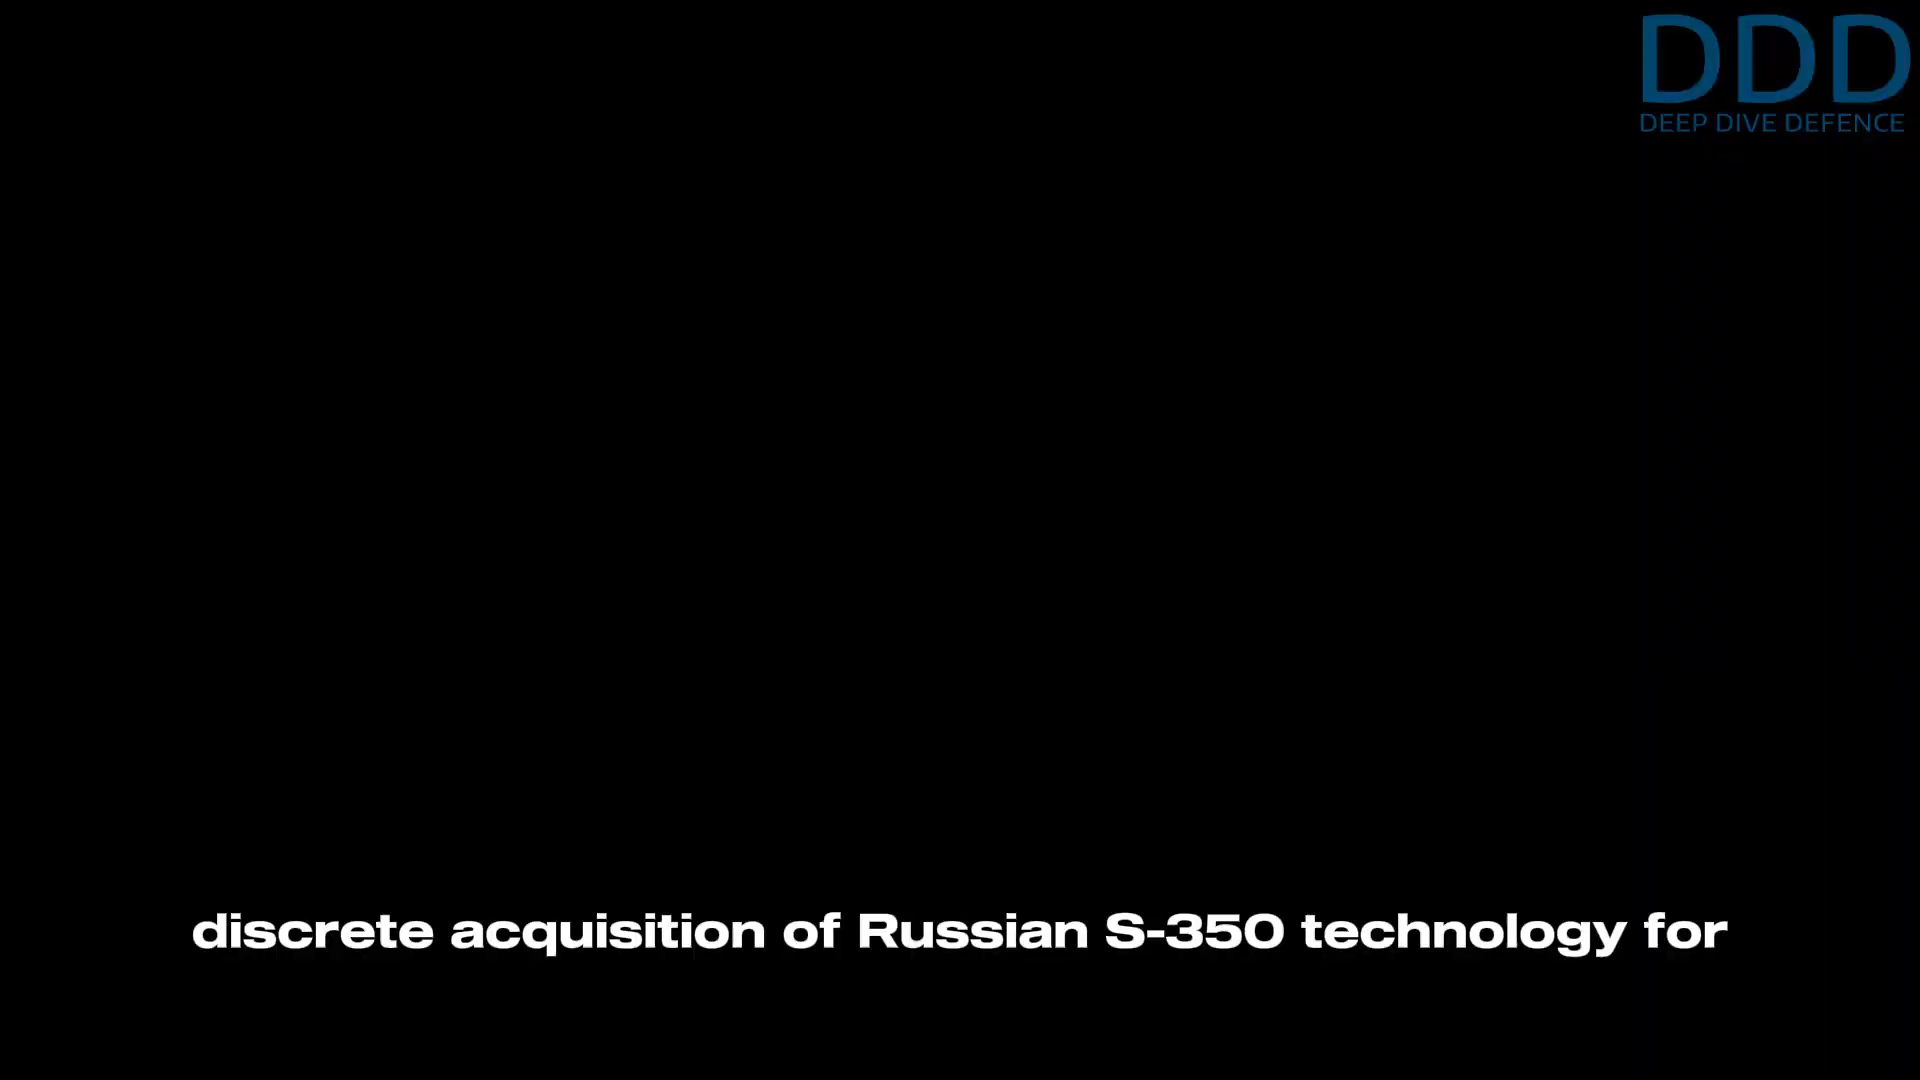 DDD
DEEP DIVE DEFENCE
discrete acquisition of Russian S-350 technology for